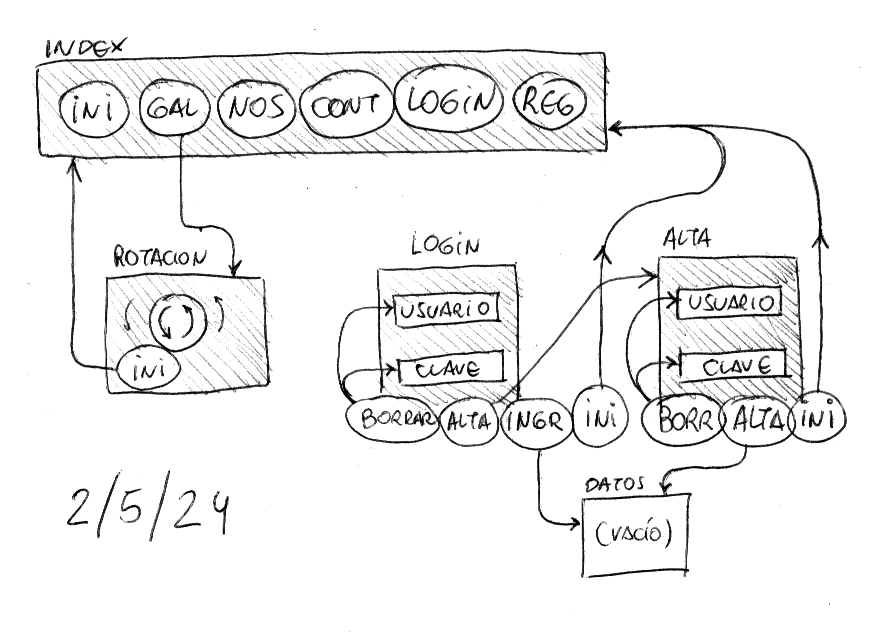 INDEX
INI GAL NOS CONT LOGIN REG
ROTACION
INI
LOGIN
USUARIO
CLAVE
BORRAR ALTA INGR INI
ALTA
USUARIO
CLAVE
BORR ALTA INI
DATOS
(VACÍO)
2/5/24